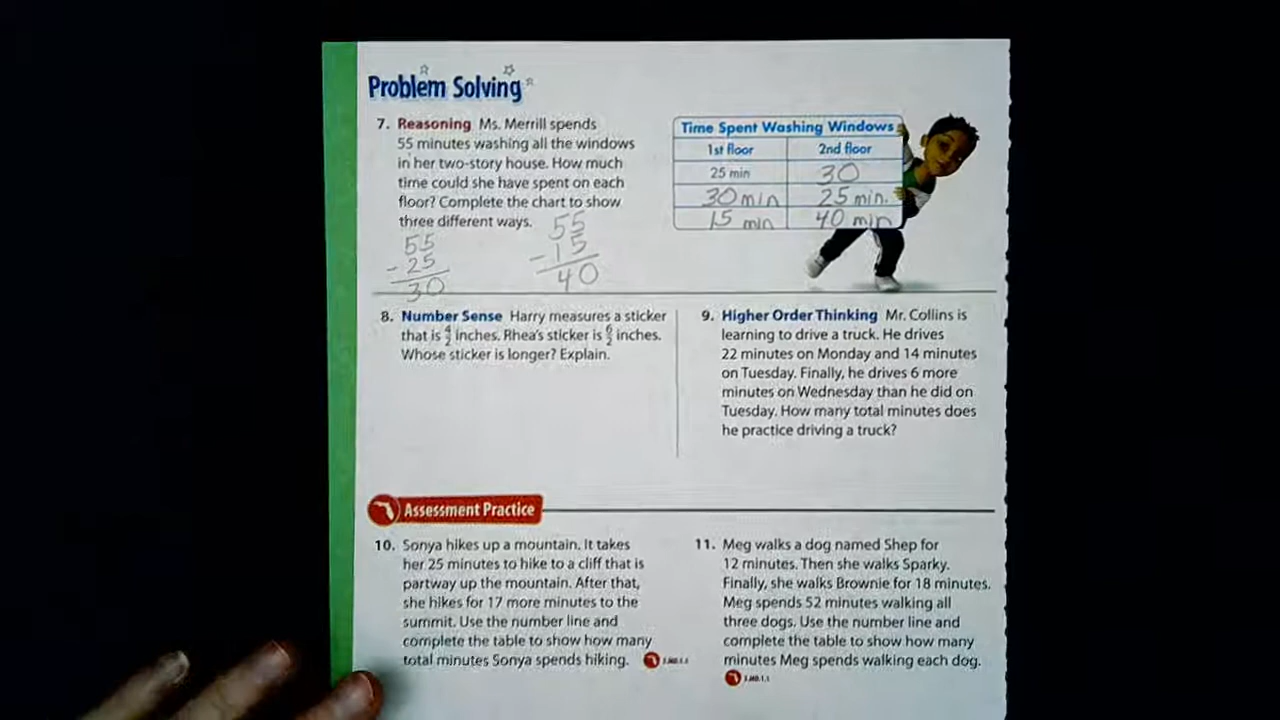 Problem Solving
7. Reasoning Ms. Merrill spends
55 minutes washing all the windows
in her two-story house. How much
time could she have spent on each
floor? Complete the chart to show
three different ways.
55
- 25
30
55
- 15
40
Time Spent Washing Windows
1st floor 2nd floor
25 min 30
30 min 25 min.
15 min 40 min
8. Number Sense Harry measures a sticker
that is 4/2 inches. Rhea's sticker is 6/2 inches.
Whose sticker is longer? Explain.
9. Higher Order Thinking Mr. Collins is
learning to drive a truck. He drives
22 minutes on Monday and 14 minutes
on Tuesday. Finally, he drives 6 more
minutes on Wednesday than he did on
Tuesday. How many total minutes does
he practice driving a truck?
Assessment Practice
10. Sonya hikes up a mountain. It takes
her 25 minutes to hike to a cliff that is
partway up the mountain. After that,
she hikes for 17 more minutes to the
summit. Use the number line and
complete the table to show how many
total minutes Sonya spends hiking.
11. Meg walks a dog named Shep for
12 minutes. Then she walks Sparky.
Finally, she walks Brownie for 18 minutes.
Meg spends 52 minutes walking all
three dogs. Use the number line and
complete the table to show how many
minutes Meg spends walking each dog.